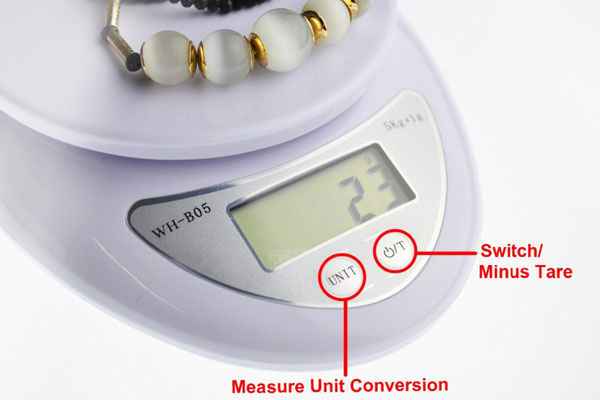 5Kg×1g
WH-B05
23
UNIT
⏻/T
Switch/
Minus Tare
Measure Unit Conversion